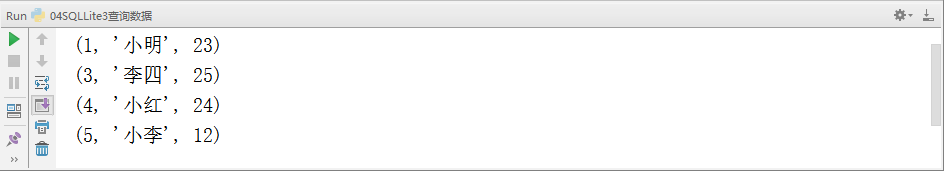 Run 04SQLLite3查询数据
(1, '小明', 23)
(3, '李四', 25)
(4, '小红', 24)
(5, '小李', 12)